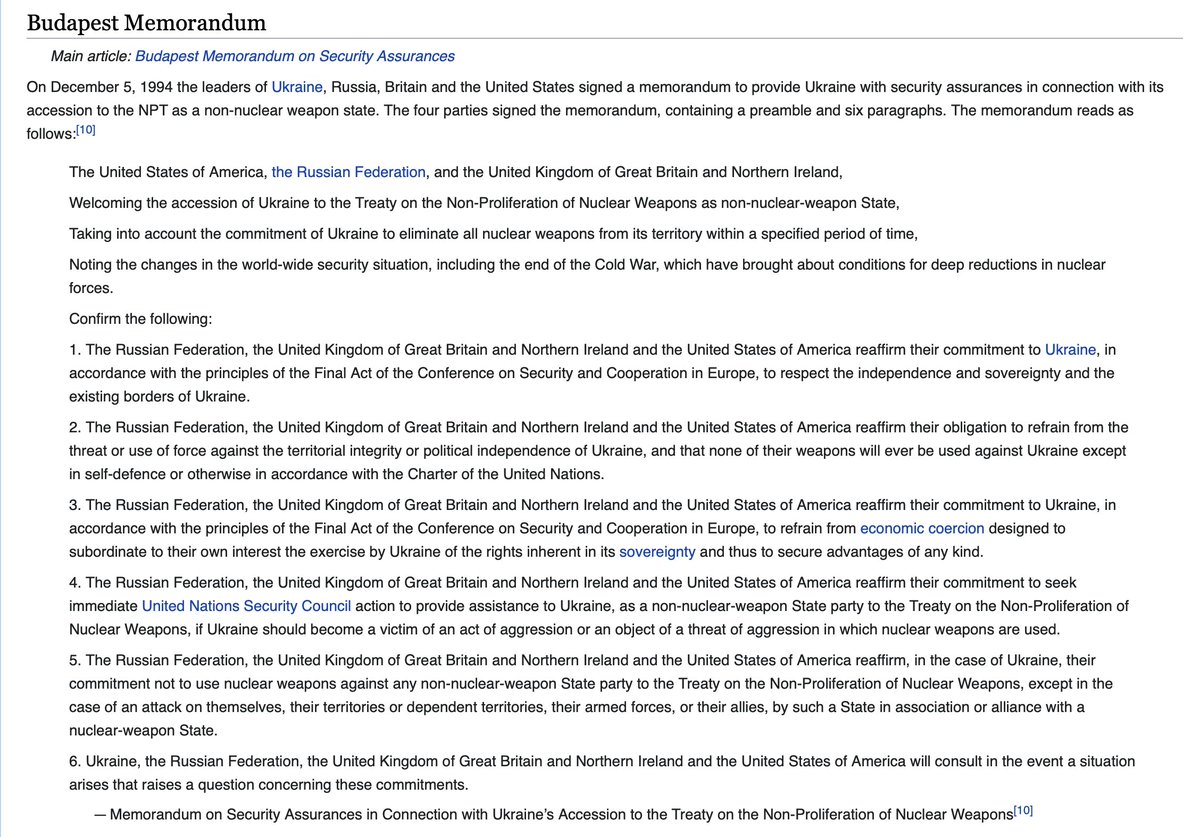 Budapest Memorandum
Main article: Budapest Memorandum on Security Assurances
On December 5, 1994 the leaders of Ukraine, Russia, Britain and the United States signed a memorandum to provide Ukraine with security assurances in connection with its
accession to the NPT as a non-nuclear weapon state. The four parties signed the memorandum, containing a preamble and six paragraphs. The memorandum reads as
follows:[10]
The United States of America, the Russian Federation, and the United Kingdom of Great Britain and Northern Ireland,
Welcoming the accession of Ukraine to the Treaty on the Non-Proliferation of Nuclear Weapons as non-nuclear-weapon State,
Taking into account the commitment of Ukraine to eliminate all nuclear weapons from its territory within a specified period of time,
Noting the changes in the world-wide security situation, including the end of the Cold War, which have brought about conditions for deep reductions in nuclear
forces.
Confirm the following:
1. The Russian Federation, the United Kingdom of Great Britain and Northern Ireland and the United States of America reaffirm their commitment to Ukraine, in
accordance with the principles of the Final Act of the Conference on Security and Cooperation in Europe, to respect the independence and sovereignty and the
existing borders of Ukraine.
2. The Russian Federation, the United Kingdom of Great Britain and Northern Ireland and the United States of America reaffirm their obligation to refrain from the
threat or use of force against the territorial integrity or political independence of Ukraine, and that none of their weapons will ever be used against Ukraine except
in self-defence or otherwise in accordance with the Charter of the United Nations.
3. The Russian Federation, the United Kingdom of Great Britain and Northern Ireland and the United States of America reaffirm their commitment to Ukraine, in
accordance with the principles of the Final Act of the Conference on Security and Cooperation in Europe, to refrain from economic coercion designed to
subordinate to their own interest the exercise by Ukraine of the rights inherent in its sovereignty and thus to secure advantages of any kind.
4. The Russian Federation, the United Kingdom of Great Britain and Northern Ireland and the United States of America reaffirm their commitment to seek
immediate United Nations Security Council action to provide assistance to Ukraine, as a non-nuclear-weapon State party to the Treaty on the Non-Proliferation of
Nuclear Weapons, if Ukraine should become a victim of an act of aggression or an object of a threat of aggression in which nuclear weapons are used.
5. The Russian Federation, the United Kingdom of Great Britain and Northern Ireland and the United States of America reaffirm, in the case of Ukraine, their
commitment not to use nuclear weapons against any non-nuclear-weapon State party to the Treaty on the Non-Proliferation of Nuclear Weapons, except in the
case of an attack on themselves, their territories or dependent territories, their armed forces, or their allies, by such a State in association or alliance with a
nuclear-weapon State.
6. Ukraine, the Russian Federation, the United Kingdom of Great Britain and Northern Ireland and the United States of America will consult in the event a situation
arises that raises a question concerning these commitments.
— Memorandum on Security Assurances in Connection with Ukraine's Accession to the Treaty on the Non-Proliferation of Nuclear Weapons[10]